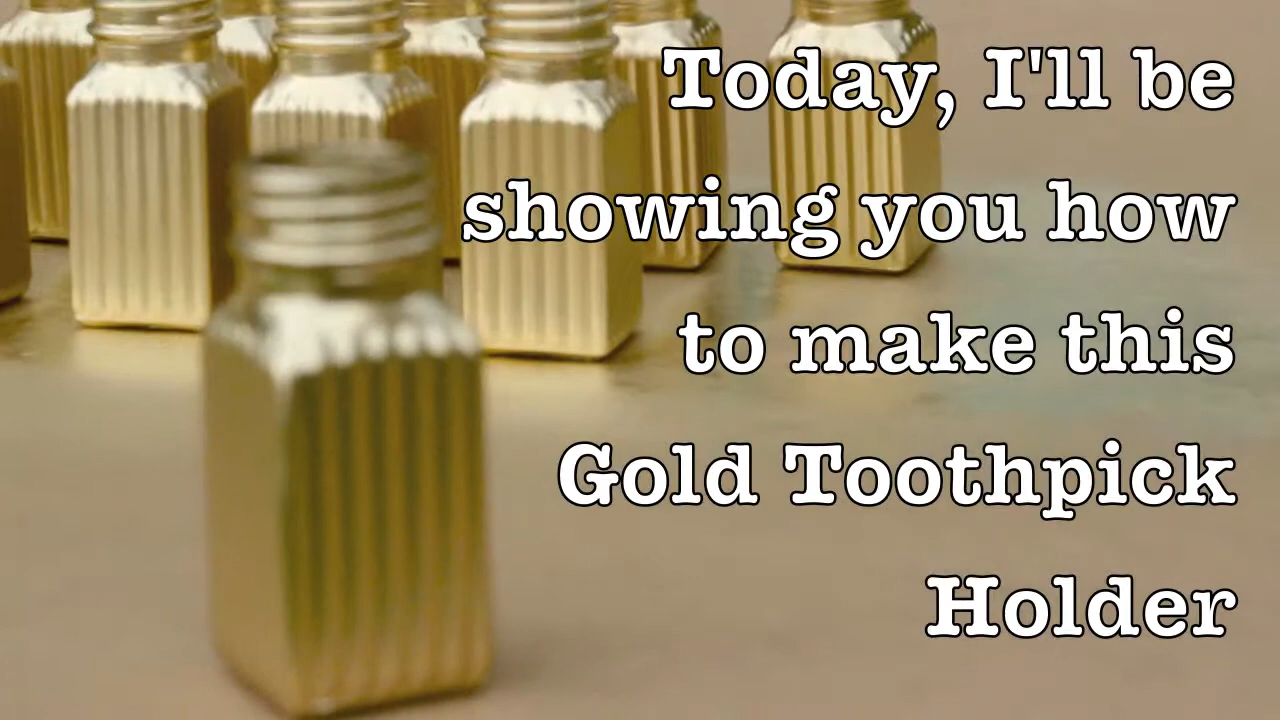 Today, I'll be
showing you how
to make this
Gold Toothpick
Holder